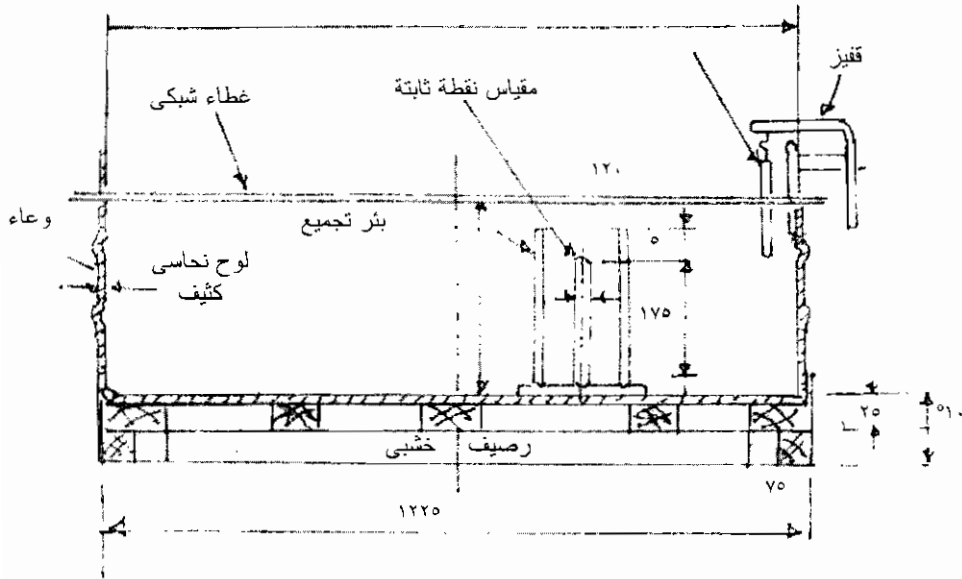 قفيز
مقياس نقطة ثابتة
غطاء شبكى
١٢٠
وعاء
بئر تجميع
٥
لوح نحاسى
كثيف
١٧٥
٢٥
رصيف خشبى
٧٥
١٢٢٥